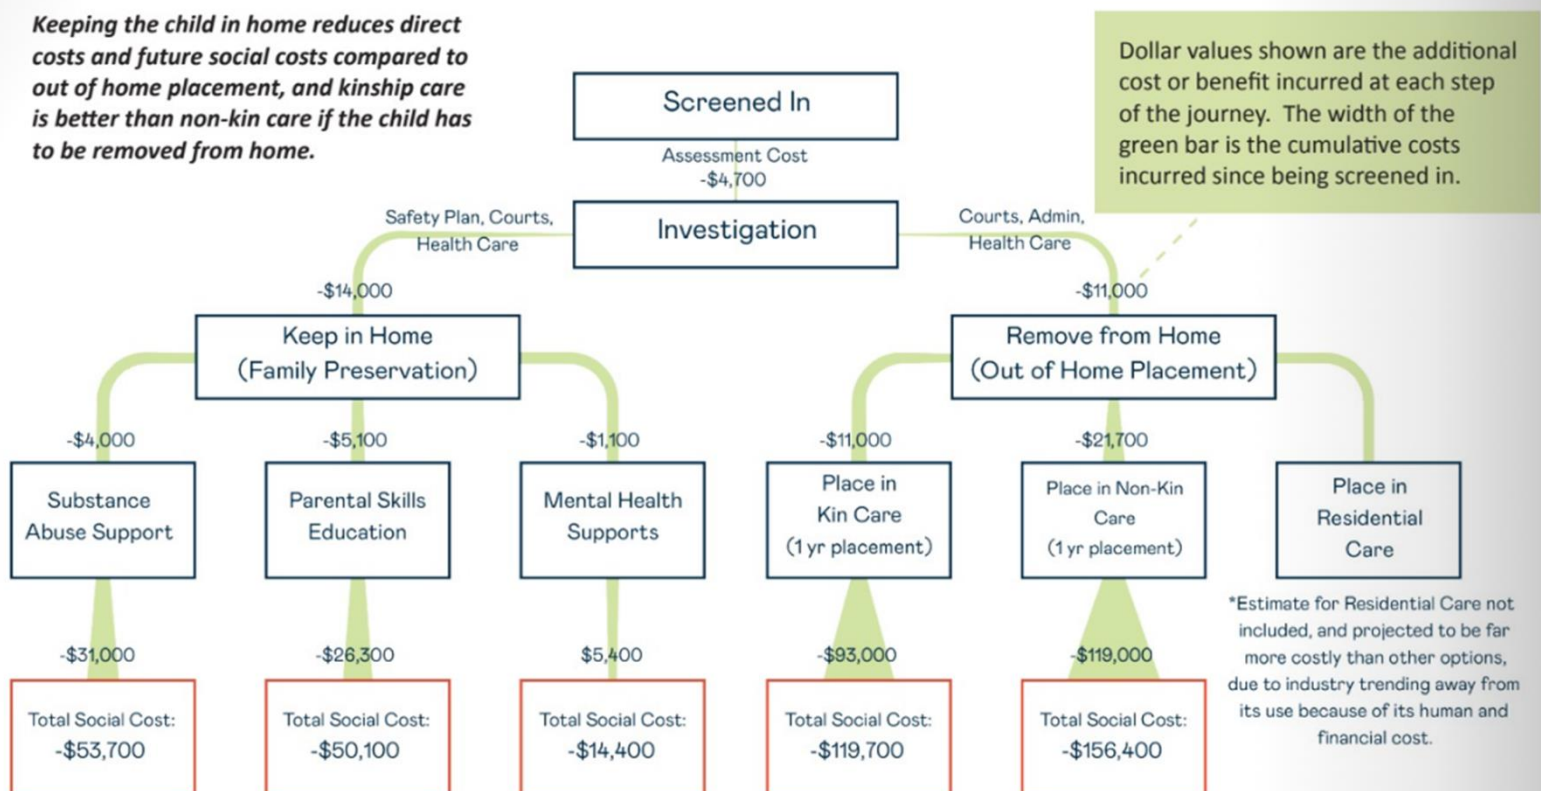 Keeping the child in home reduces direct
costs and future social costs compared to
out of home placement, and kinship care
is better than non-kin care if the child has
to be removed from home.
Dollar values shown are the additional
cost or benefit incurred at each step
of the journey.  The width of the
green bar is the cumulative costs
incurred since being screened in.
Screened In
Assessment Cost
-$4,700
Investigation
Safety Plan, Courts,
Health Care
-$14,000
Courts, Admin,
Health Care
-$11,000
Keep in Home
(Family Preservation)
Remove from Home
(Out of Home Placement)
-$4,000
-$5,100
-$1,100
-$11,000
-$21,700
Substance
Abuse Support
Parental Skills
Education
Mental Health
Supports
Place in
Kin Care
(1 yr placement)
Place in Non-Kin
Care
(1 yr placement)
Place in
Residential
Care
-$31,000
-$26,300
$5,400
-$93,000
-$119,000
*Estimate for Residential Care not
included, and projected to be far
more costly than other options,
due to industry trending away from
its use because of its human and
financial cost.
Total Social Cost:
-$53,700
Total Social Cost:
-$50,100
Total Social Cost:
-$14,400
Total Social Cost:
-$119,700
Total Social Cost:
-$156,400